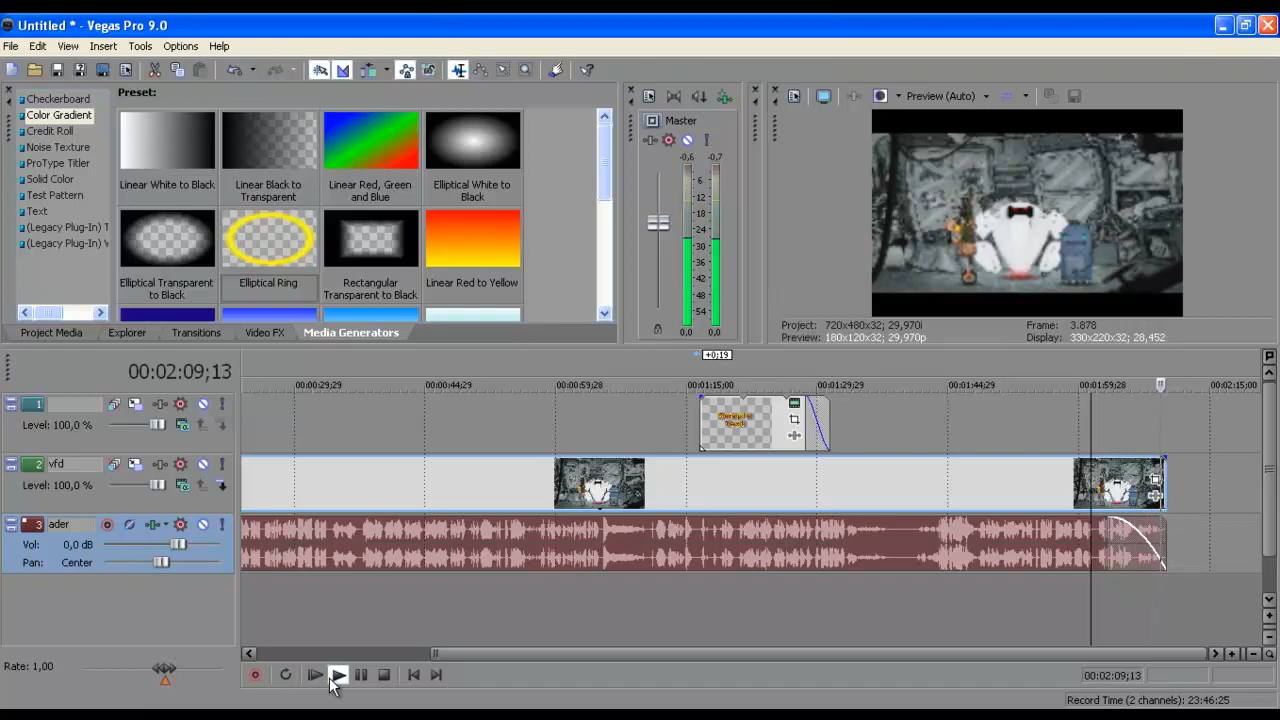 Untitled * - Vegas Pro 9.0
File Edit View Insert Tools Options Help
Checkerboard
Color Gradient
Credit Roll
Noise Texture
ProType Titler
Solid Color
Test Pattern
Text
(Legacy Plug-In) T
(Legacy Plug-In)
Preset:
Linear White to Black
Linear Black to Transparent
Linear Red, Green and Blue
Elliptical White to Black
Elliptical Transparent to Black
Elliptical Ring
Rectangular Transparent to Black
Linear Red to Yellow
Project Media Explorer Transitions Video FX Media Generators
Master
-0,6 -0,7
6
12
18
24
30
36
42
48
54
0,0 0,0
Preview (Auto)
Project: 720x480x32; 29,970i
Preview: 180x120x32; 29,970p
Frame: 3.878
Display: 330x220x32; 28,452
+0;19
00:02:09;13
00:00:29;29 00:00:44;29 00:00:59;28 00:01:15;00 00:01:29;29 00:01:44;29 00:01:59;28 00:02:15;00
1
Level: 100,0 %
2 vfd
Level: 100,0 %
3 ader
Vol: 0,0 dB
Pan: Center
Rate: 1,00
00:02:09;13
Record Time (2 channels): 23:46:25